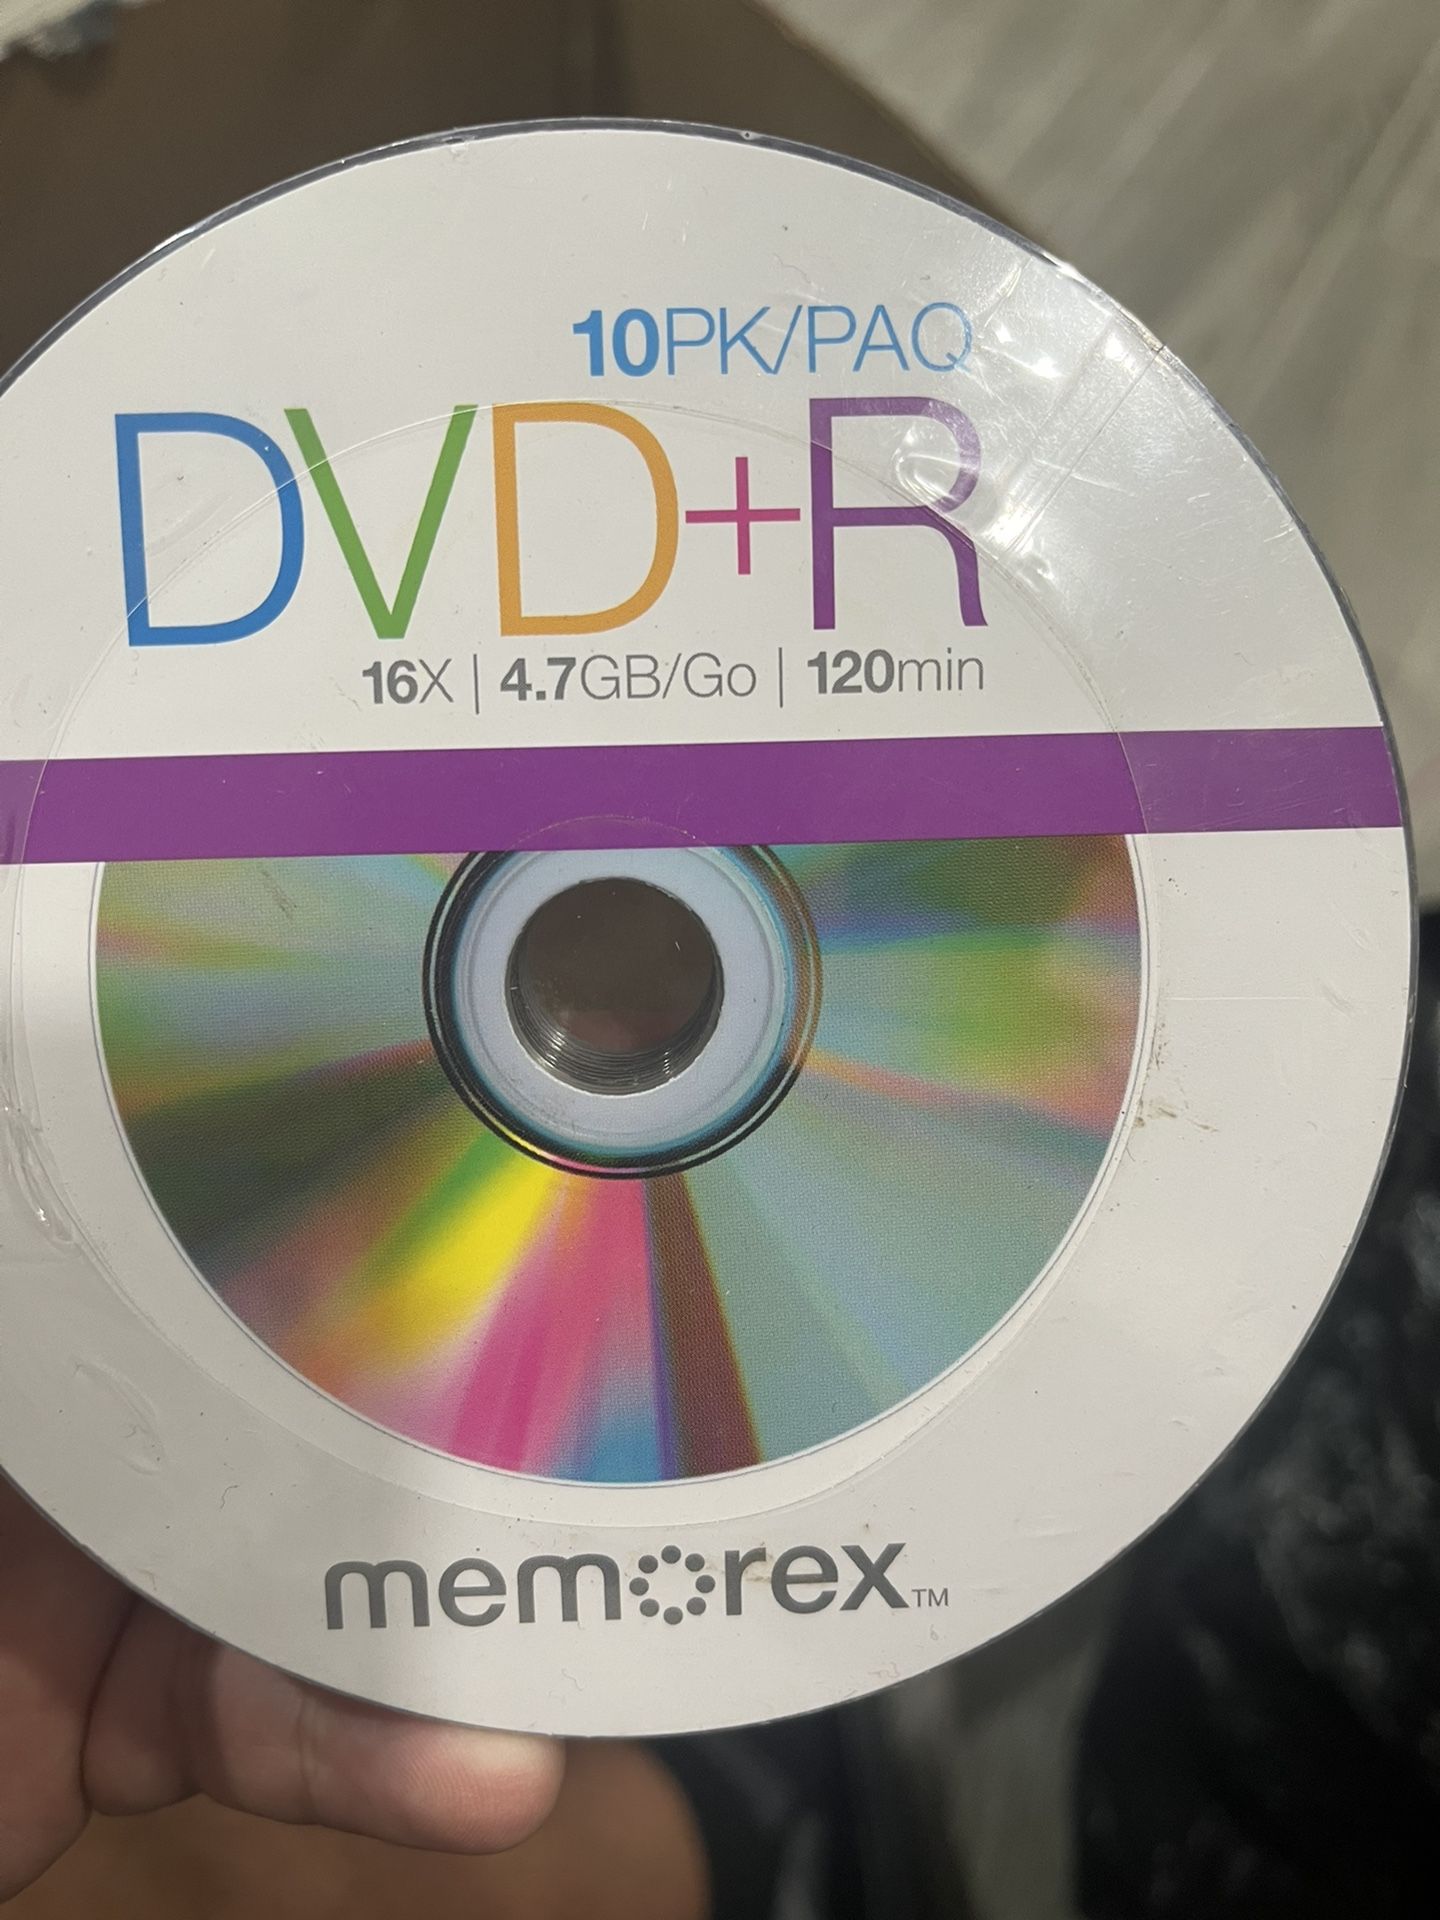 10PK/PAQ
DVD+R
16X | 4.7GB/Go | 120min
memorex™